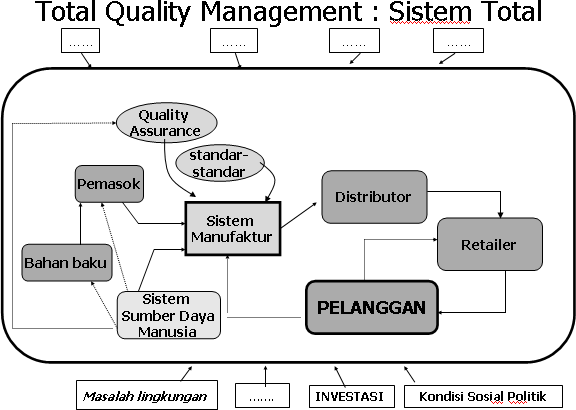 Total Quality Management : Sistem Total
......
......
......
......
Quality
Assurance
standar-
standar
Pemasok
Distributor
Sistem
Manufaktur
Retailer
Bahan baku
Sistem
Sumber Daya
Manusia
PELANGGAN
Masalah lingkungan
.......
INVESTASI
Kondisi Sosial Politik